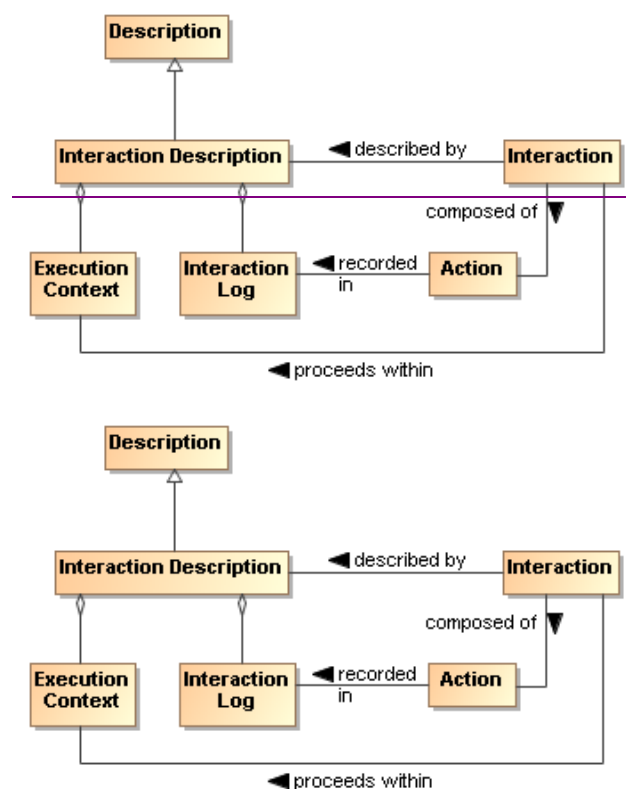 Description
Interaction Description
described by
Interaction
composed of
Execution
Context
Interaction
Log
recorded
in
Action
proceeds within
Description
Interaction Description
described by
Interaction
composed of
Execution
Context
Interaction
Log
recorded
in
Action
proceeds within